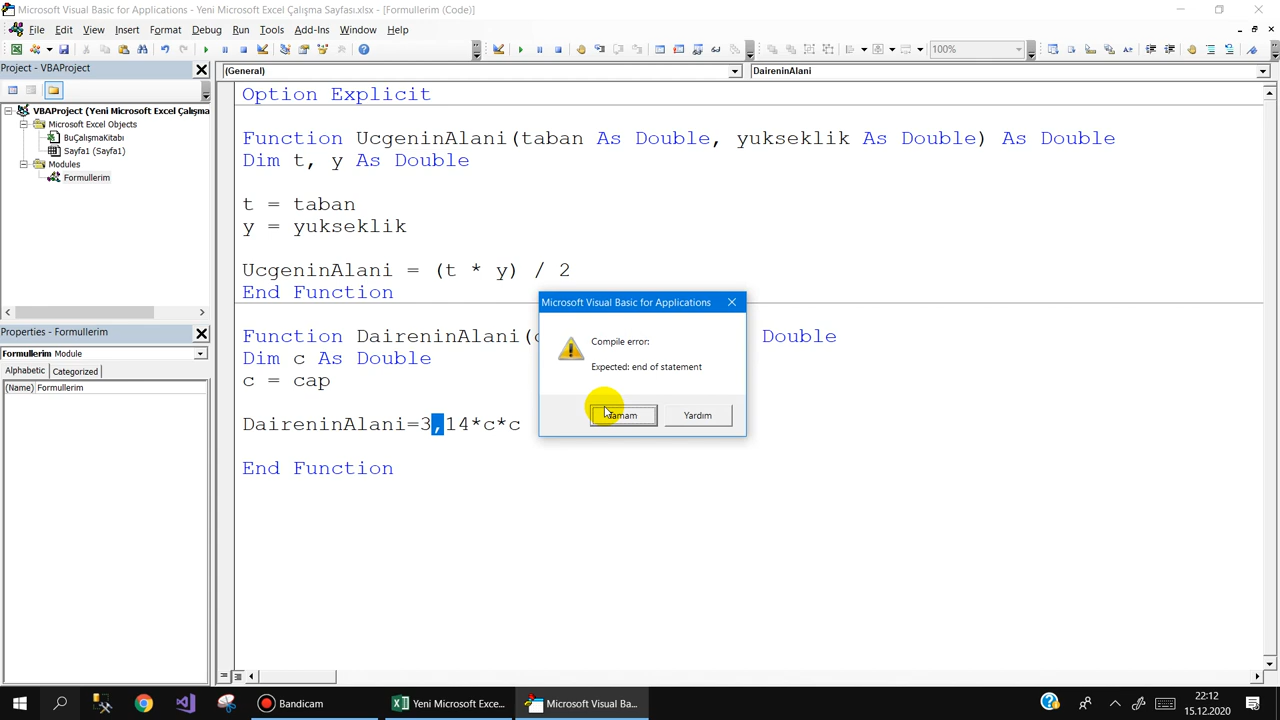 Microsoft Visual Basic for Applications - Yeni Microsoft Excel Çalışma Sayfası.xlsx - [Formullerim (Code)]
File Edit View Insert Format Debug Run Tools Add-Ins Window Help
100%
Project - VBAProject
(General)
DaireninAlani
VBAProject (Yeni Microsoft Excel Çalışma
Microsoft Excel Objects
BuÇalışmaKitabı
Sayfa1 (Sayfa1)
Modules
Formullerim
Properties - Formullerim
Formullerim Module
Alphabetic Categorized
(Name) Formullerim
Option Explicit
Function UcgeninAlani(taban As Double, yukseklik As Double) As Double
Dim t, y As Double
t = taban
y = yukseklik
UcgeninAlani = (t * y) / 2
End Function
Function DaireninAlani( Double
Dim c As Double
c = cap
DaireninAlani=3,14*c*c
End Function
Microsoft Visual Basic for Applications
Compile error:
Expected: end of statement
Tamam
Yardım
Bandicam
Yeni Microsoft Exce...
Microsoft Visual Ba...
22:12
15.12.2020